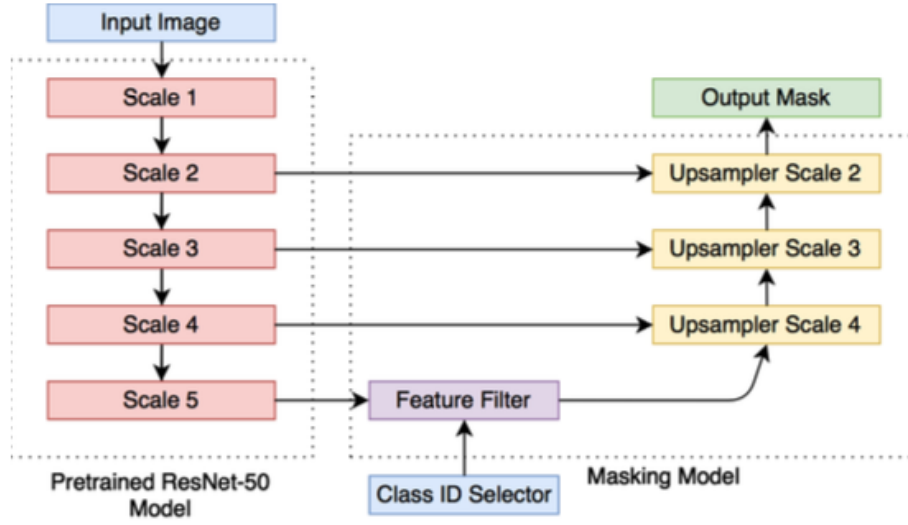 Input Image
Scale 1
Output Mask
Scale 2
Upsampler Scale 2
Scale 3
Upsampler Scale 3
Scale 4
Upsampler Scale 4
Scale 5
Feature Filter
Pretrained ResNet-50
Model
Class ID Selector
Masking Model